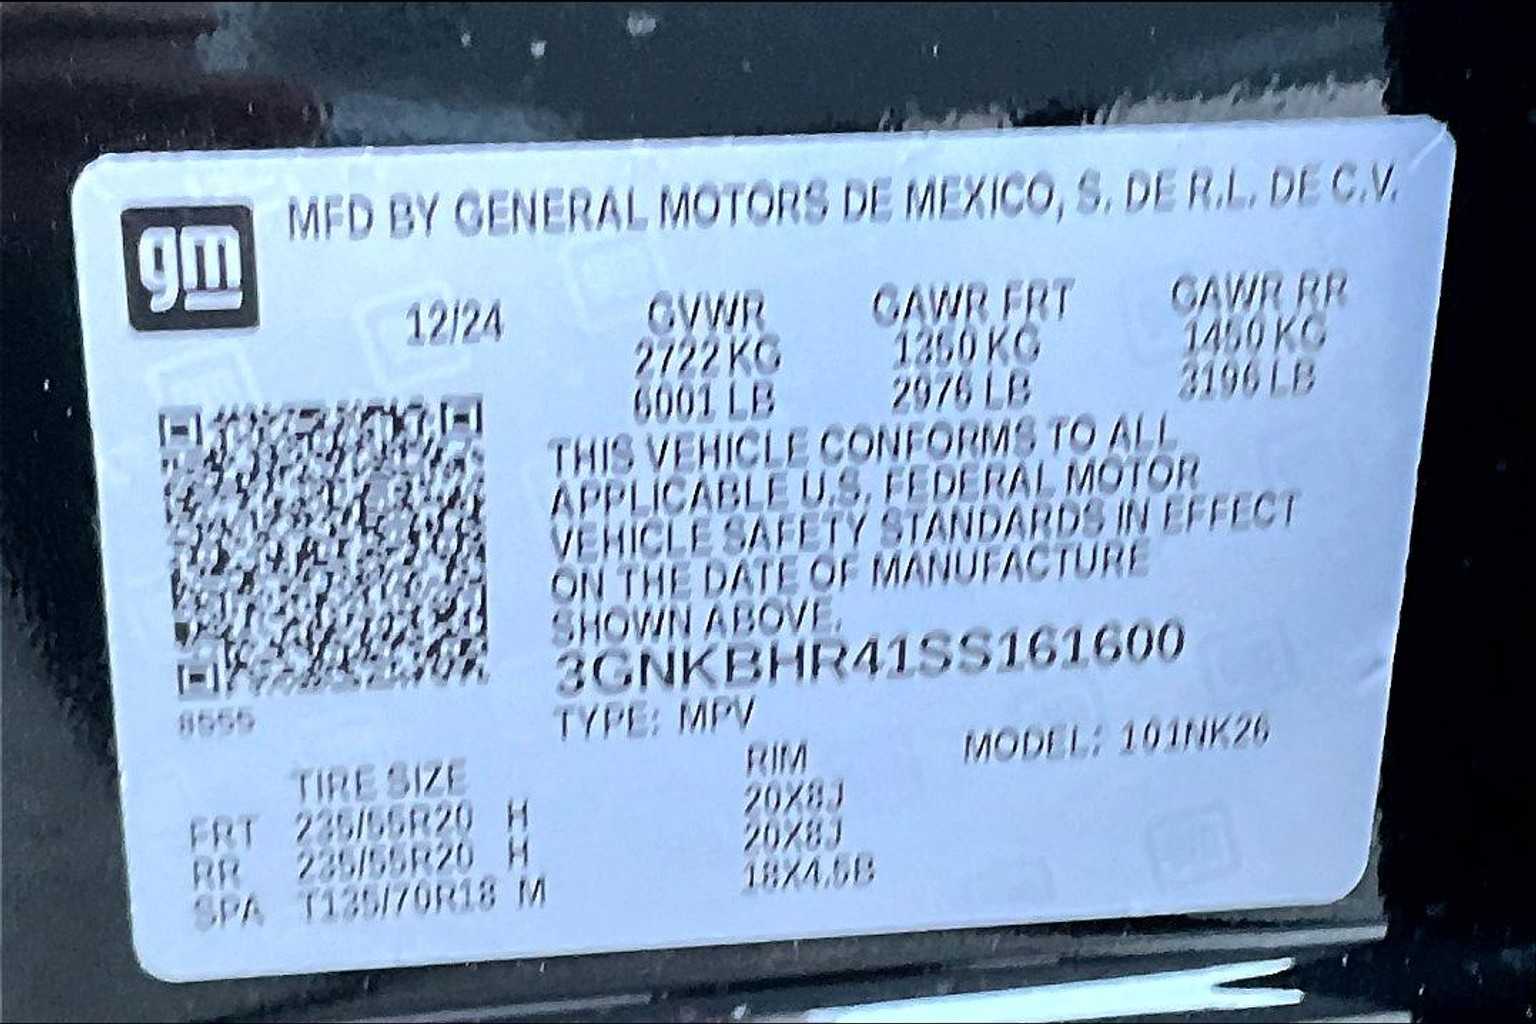 gm
MFD BY GENERAL MOTORS DE MEXICO, S. DE R.L. DE C.V.
12/24 GVWR GAWR FRT GAWR RR
2722 KG 1350 KG 1450 KG
6001 LB 2976 LB 3196 LB
THIS VEHICLE CONFORMS TO ALL
APPLICABLE U.S. FEDERAL MOTOR
VEHICLE SAFETY STANDARDS IN EFFECT
ON THE DATE OF MANUFACTURE
SHOWN ABOVE.
3GNKBHR41SS161600
8555
TYPE: MPV MODEL: 101NK26
TIRE SIZE RIM
FRT 235/55R20 H 20X8J
RR 235/55R20 H 20X8J
SPA T135/70R18 M 18X4.5B